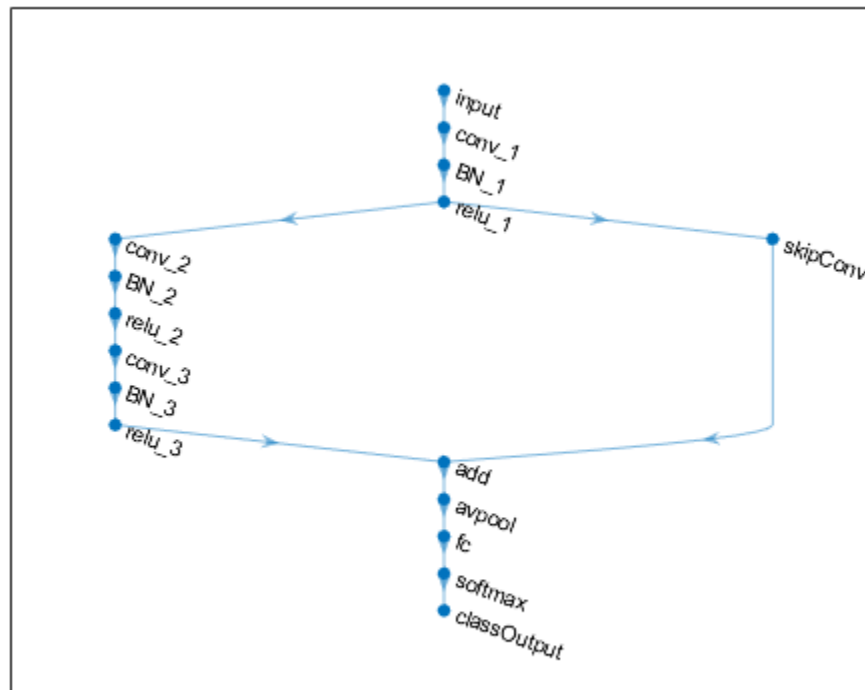 input
conv_1
BN_1
relu_1
conv_2
BN_2
relu_2
conv_3
BN_3
relu_3
skipConv
add
avpool
fc
softmax
classOutput